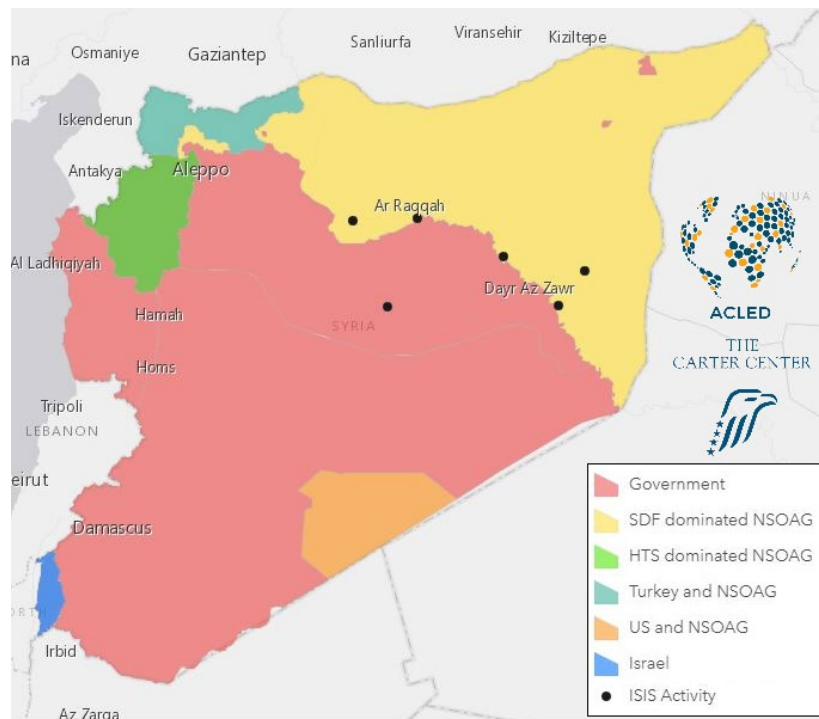 Sanliurfa
Viransehir
Kiziltepe
Osmaniye
Gaziantep
na
Iskenderun
Antakya
Aleppo
Ar Raqqah
NINUA
Al Ladhiqiyah
Dayr Az Zawr
Hamah
SYRIA
Homs
ACLED
THE
CARTER CENTER
Tripoli
LEBANON
eirut
Damascus
ORTH
Irbid
Az Zarqa
Government
SDF dominated NSOAG
HTS dominated NSOAG
Turkey and NSOAG
US and NSOAG
Israel
ISIS Activity